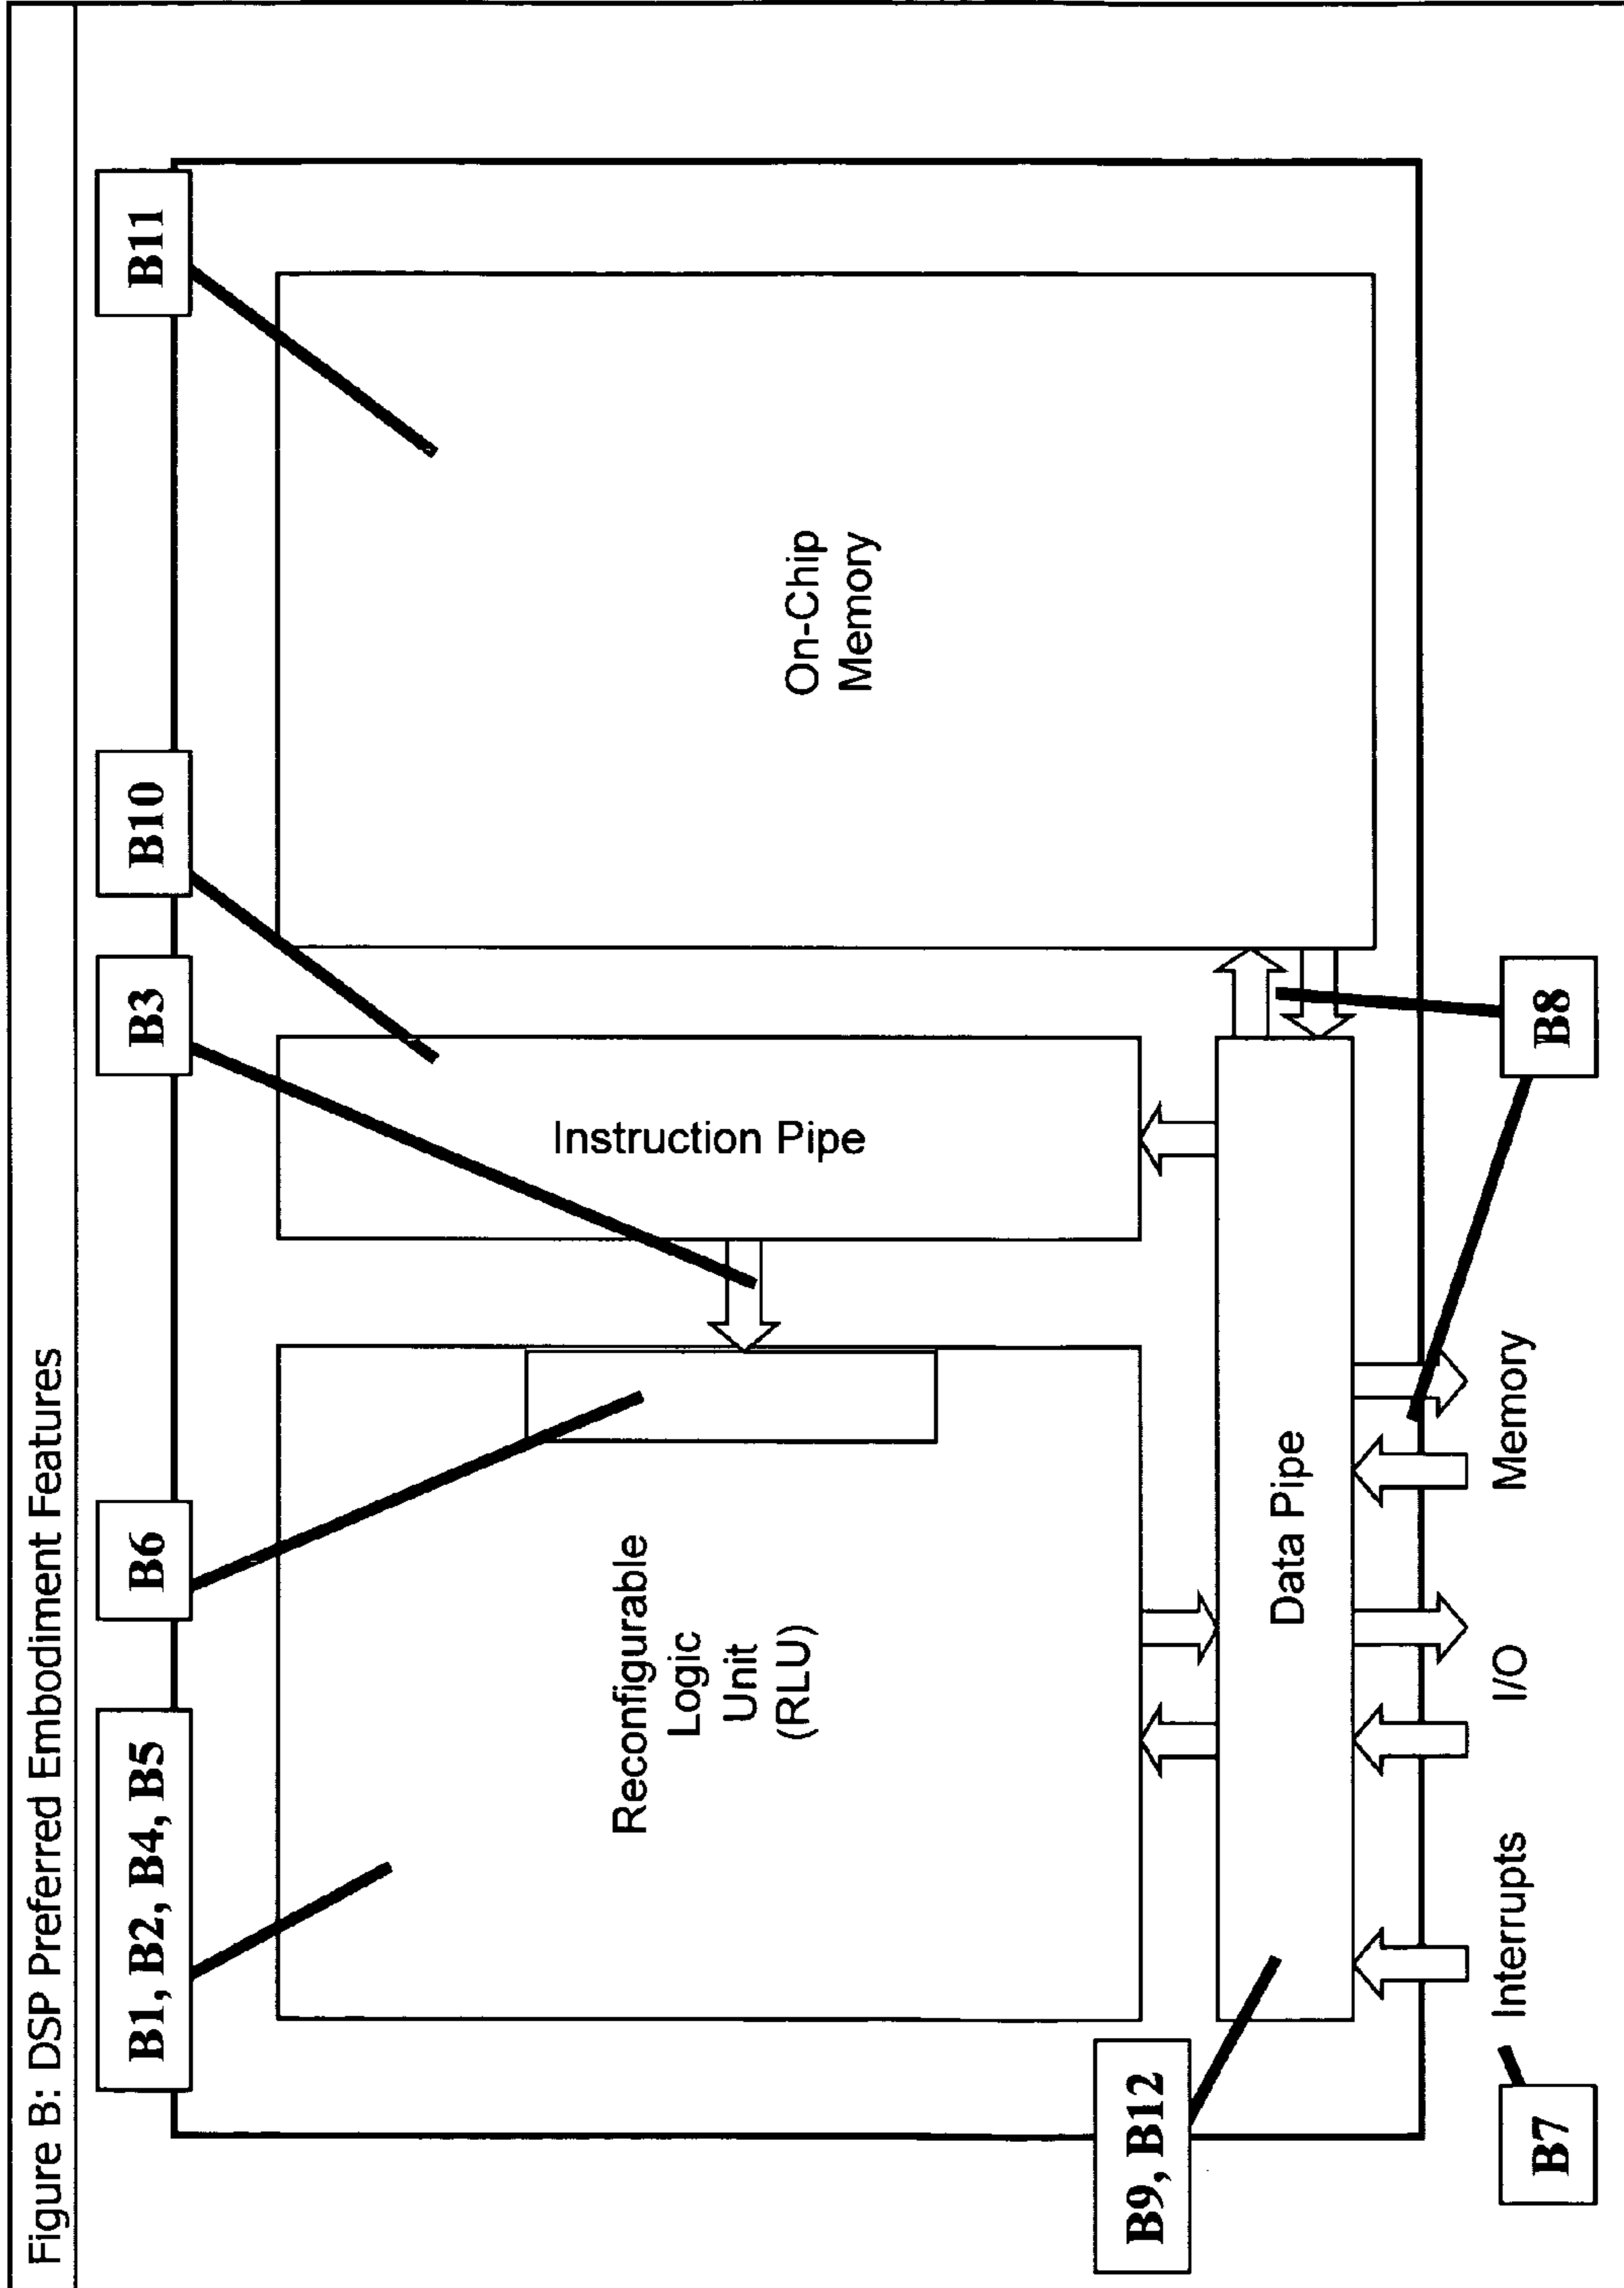 Figure B: DSP Preferred Embodiment Features
B1, B2, B4, B5
B6
B3
B10
B11
Reconfigurable
Logic
Unit
(RLU)
Instruction Pipe
On-Chip
Memory
B9, B12
Data Pipe
Interrupts
I/O
Memory
B7
B8